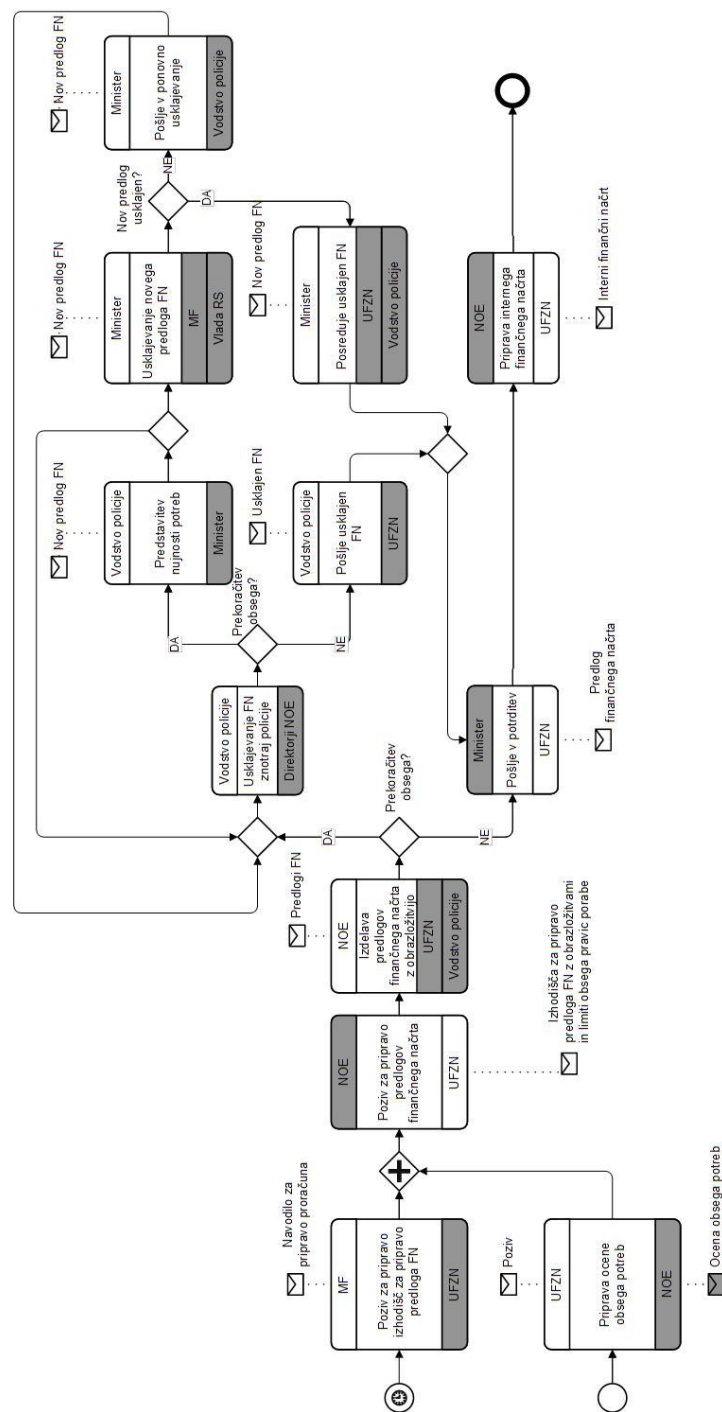 Navodilo za
pripravo proračuna
MF
Poziv za pripravo
izhodišč za pripravo
predloga FN
UFZN
Poziv
UFZN
Priprava ocene
obsega potreb
NOE
Ocena obsega potreb
NOE
Poziv za pripravo
predlogov
finančnega načrta
UFZN
Izhodišča za pripravo
predloga FN z obrazložitvami
in limiti obsega pravic porabe
Predlogi FN
NOE
Izdelava
predlogov
finančnega načrta
z obrazložitvijo
UFZN
Vodstvo policije
Prekoračitev
obsega?
DA
NE
Vodstvo policije
Usklajevanje FN
znotraj policije
Direktorji NOE
Prekoračitev
obsega?
DA
NE
Nov predlog FN
Vodstvo policije
Predstavitev
nujnosti potreb
Minister
Usklajen FN
Vodstvo policije
Pošlje usklajen
FN
UFZN
Minister
Pošlje v potrditev
UFZN
Predlog
finančnega načrta
Nov predlog FN
Minister
Usklajevanje novega
predloga FN
MF
Vlada RS
Nov predlog
usklajen?
NE
DA
Nov predlog FN
Minister
Pošlje v ponovno
usklajevanje
Vodstvo policije
Nov predlog FN
Minister
Posreduje usklajen FN
UFZN
Vodstvo policije
NOE
Priprava internega
finančnega načrta
UFZN
Interni finančni načrt